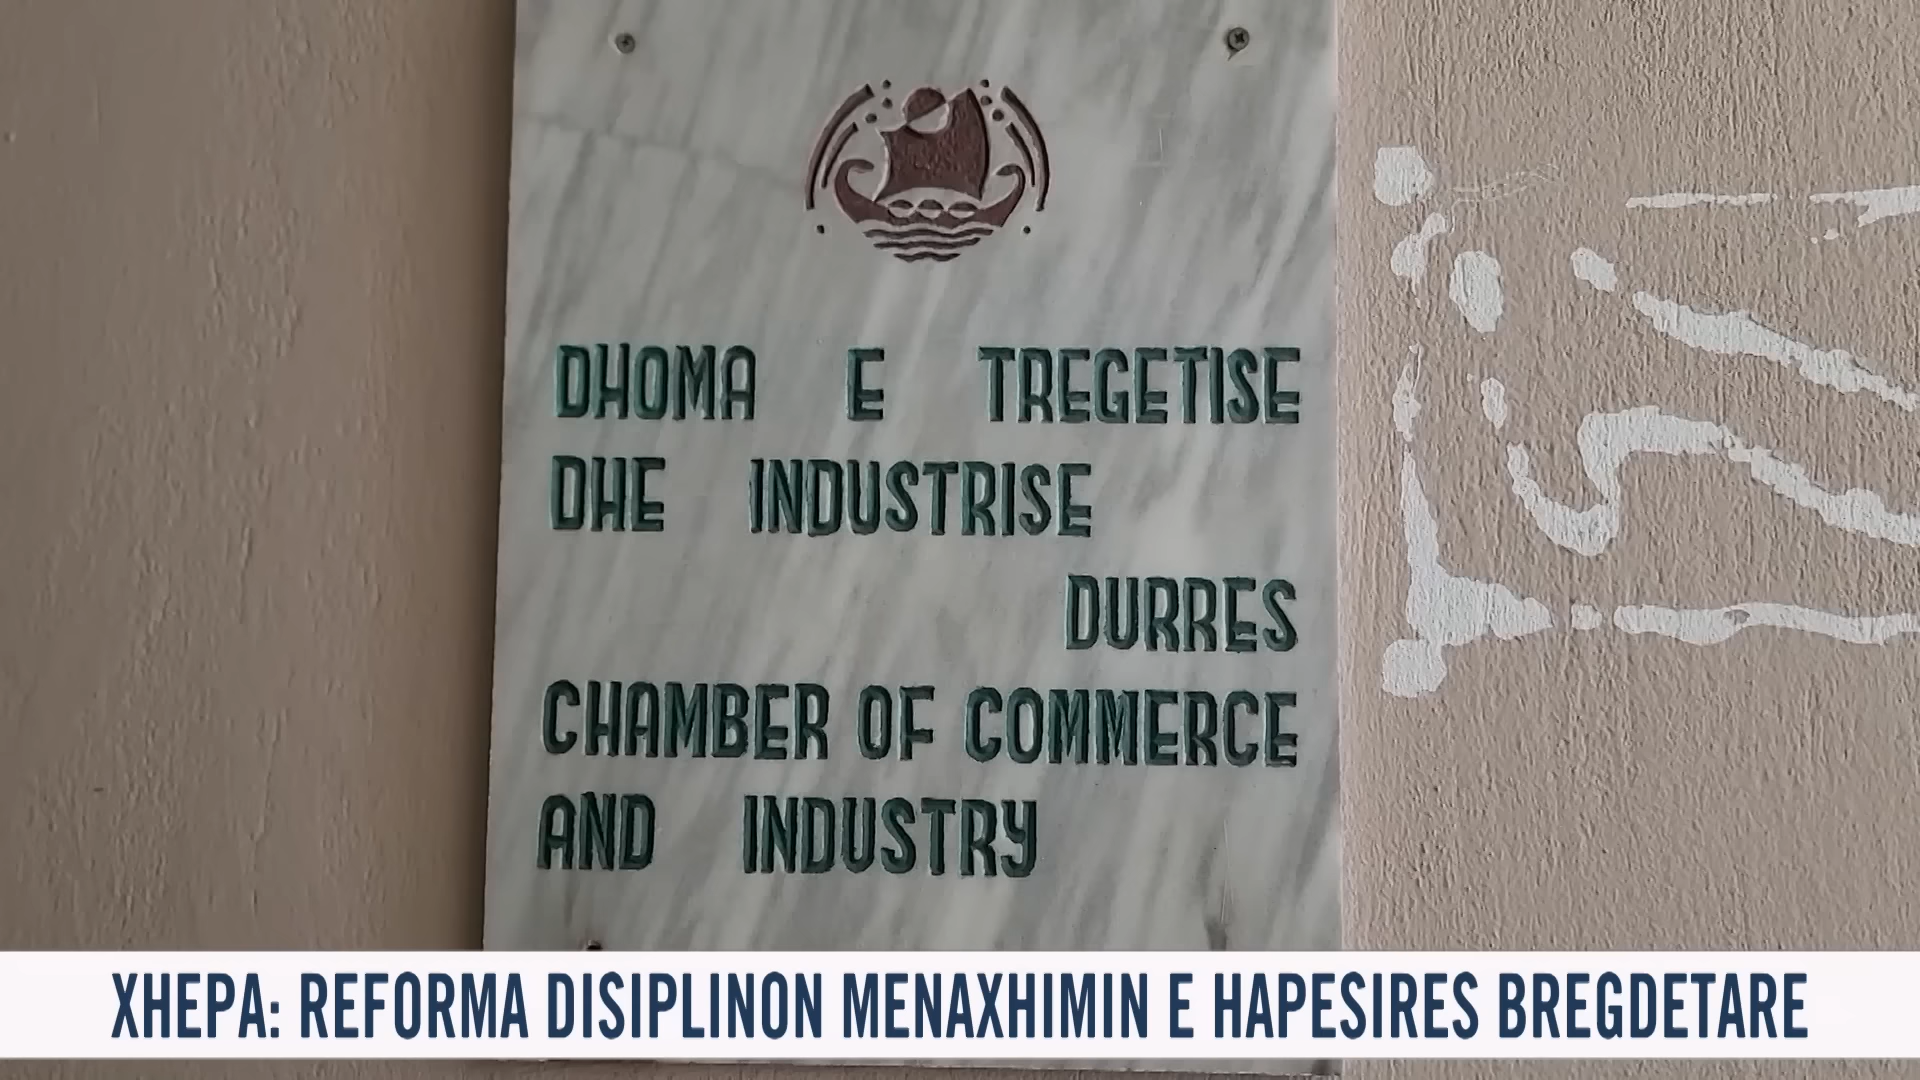 DHOMA E TREGETISE
DHE INDUSTRISE
DURRES
CHAMBER OF COMMERCE
AND INDUSTRY
XHEPA: REFORMA DISIPLINON MENAXHIMIN E HAPESIRES BREGDETARE